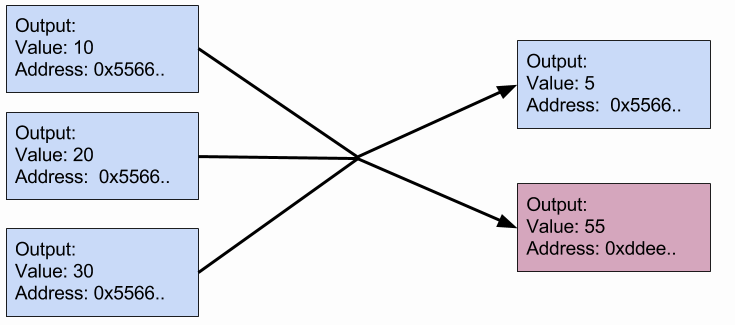 Output:
Value: 10
Address: 0x5566..
Output:
Value: 20
Address:  0x5566..
Output:
Value: 30
Address: 0x5566..
Output:
Value: 5
Address:  0x5566..
Output:
Value: 55
Address: 0xddee..